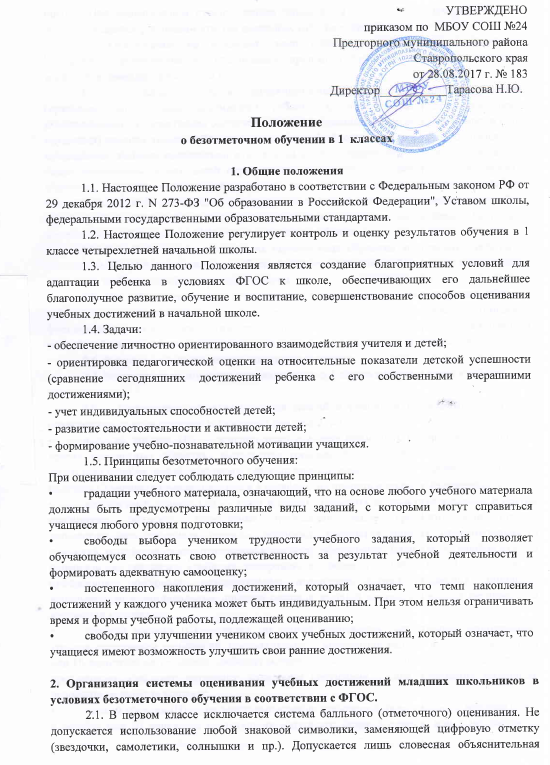 УТВЕРЖДЕНО
приказом по МБОУ СОШ №24
Предгорного муниципального района
Ставропольского края
от 28.08.2017 г. № 183
Директор Тарасова Н.Ю.
СОШ №24
Положение
о безотметочном обучении в 1 классах
1. Общие положения
1.1. Настоящее Положение разработано в соответствии с Федеральным законом РФ от
29 декабря 2012 г. N 273-ФЗ "Об образовании в Российской Федерации", Уставом школы,
федеральными государственными образовательными стандартами.
1.2. Настоящее Положение регулирует контроль и оценку результатов обучения в 1
классе четырехлетней начальной школы.
1.3. Целью данного Положения является создание благоприятных условий для
адаптации ребенка в условиях ФГОС к школе, обеспечивающих его дальнейшее
благополучное развитие, обучение и воспитание, совершенствование способов оценивания
учебных достижений в начальной школе.
1.4. Задачи:
- обеспечение личностно ориентированного взаимодействия учителя и детей;
- ориентировка педагогической оценки на относительные показатели детской успешности
(сравнение сегодняшних достижений ребенка с его собственными вчерашними
достижениями);
- учет индивидуальных способностей детей;
- развитие самостоятельности и активности детей;
- формирование учебно-познавательной мотивации учащихся.
1.5. Принципы безотметочного обучения:
При оценивании следует соблюдать следующие принципы:
• градации учебного материала, означающий, что на основе любого учебного материала
должны быть предусмотрены различные виды заданий, с которыми могут справиться
учащиеся любого уровня подготовки;
• свободы выбора учеником трудности учебного задания, который позволяет
обучающемуся осознать свою ответственность за результат учебной деятельности и
формировать адекватную самооценку;
• постепенного накопления достижений, который означает, что темп накопления
достижений у каждого ученика может быть индивидуальным. При этом нельзя ограничивать
время и формы учебной работы, подлежащей оцениванию;
• свободы при улучшении учеником своих учебных достижений, который означает, что
учащиеся имеют возможность улучшить свои ранние достижения.
2. Организация системы оценивания учебных достижений младших школьников в
условиях безотметочного обучения в соответствии с ФГОС.
2.1. В первом классе исключается система балльного (отметочного) оценивания. Не
допускается использование любой знаковой символики, заменяющей цифровую отметку
(звездочки, самолетики, солнышки и пр.). Допускается лишь словесная объяснительная